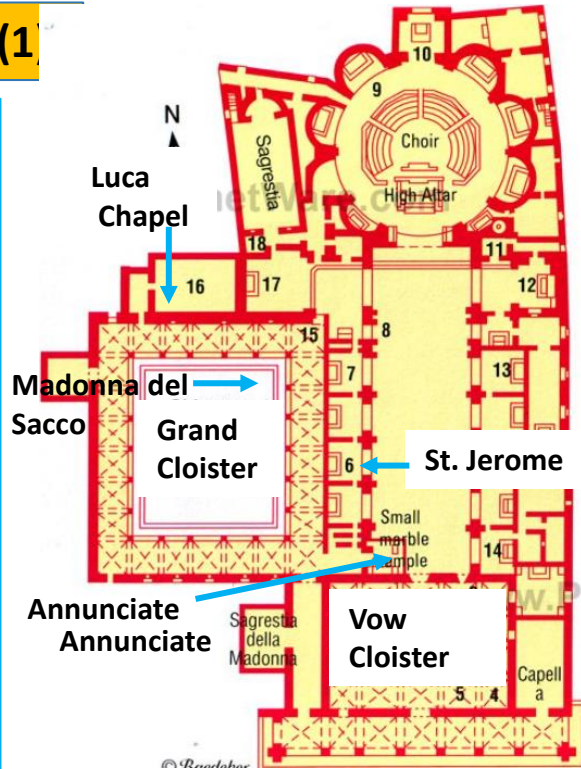 (1)
10
9
N
Choir
Sagrestia
Luca
Chapel
High Altar
netWare.com
18
11
16
17
12
15
8
Madonna del
Sacco
7
13
Grand
Cloister
6
St. Jerome
Small
marble
temple
14
Annunciate
Annunciate
Sagrestia
della
Madonna
Vow
Cloister
w.P
Capell
a
5
4
© Baedeker